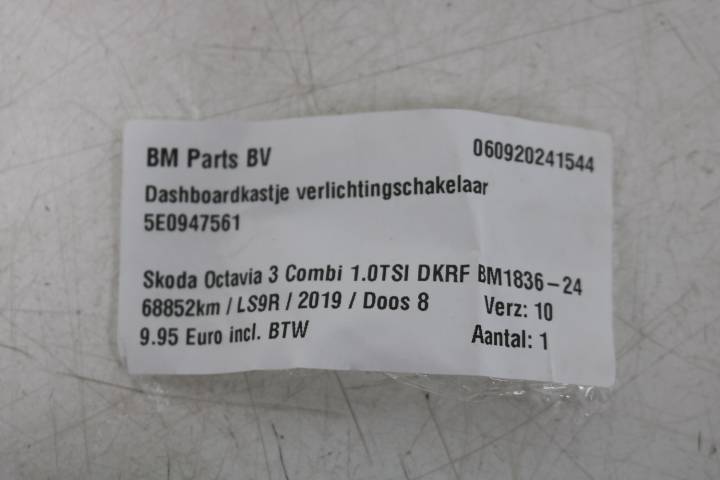 BM Parts BV 060920241544
Dashboardkastje verlichtingschakelaar
5E0947561
Skoda Octavia 3 Combi 1.0TSI DKRF BM1836-24
68852km / LS9R / 2019 / Doos 8 Verz: 10
9.95 Euro incl. BTW Aantal: 1